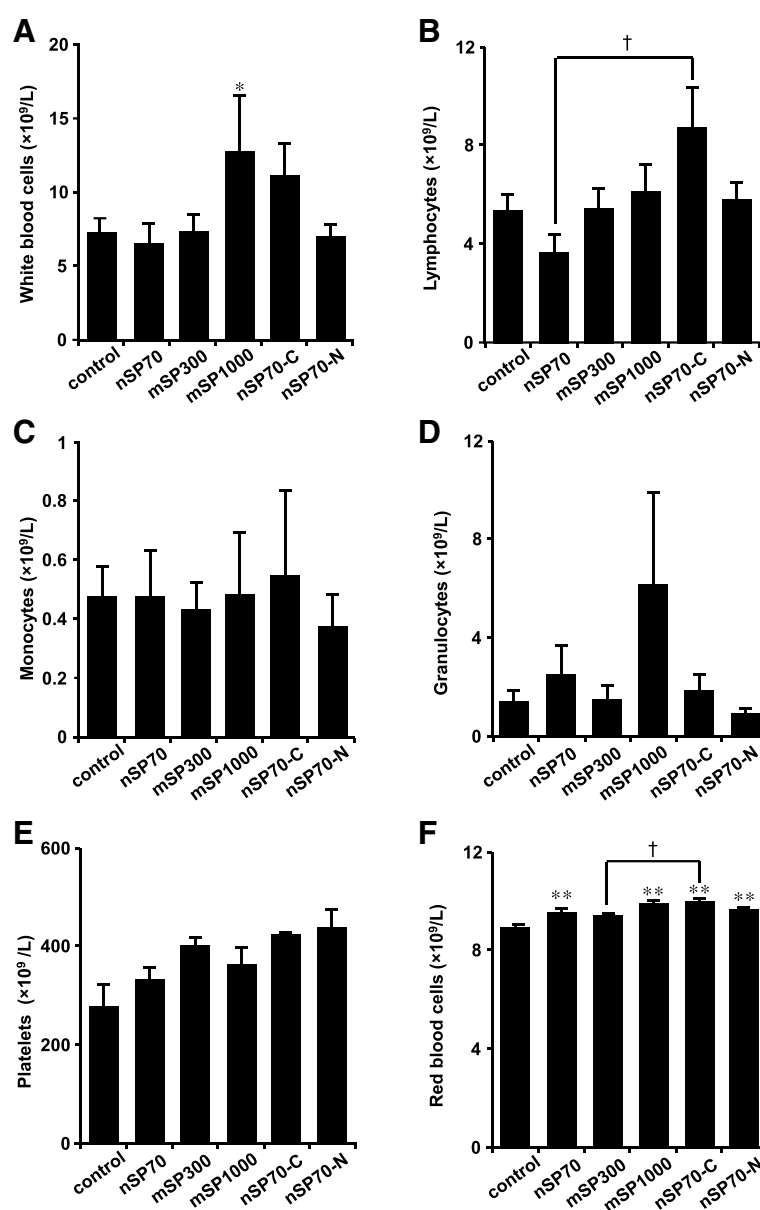 A
White blood cells (×10⁹/L)
20
15
10
5
0
*
control
nSP70
mSP300
mSP1000
nSP70-C
nSP70-N
B
Lymphocytes (×10⁹/L)
12
8
4
0
†
control
nSP70
mSP300
mSP1000
nSP70-C
nSP70-N
C
Monocytes (×10⁹/L)
1
0.8
0.6
0.4
0.2
0
control
nSP70
mSP300
mSP1000
nSP70-C
nSP70-N
D
Granulocytes (×10⁹/L)
12
8
4
0
control
nSP70
mSP300
mSP1000
nSP70-C
nSP70-N
E
Platelets (×10⁹ /L)
600
400
200
0
control
nSP70
mSP300
mSP1000
nSP70-C
nSP70-N
F
Red blood cells (×10⁹/L)
12
8
4
0
†
** ** ** **
control
nSP70
mSP300
mSP1000
nSP70-C
nSP70-N